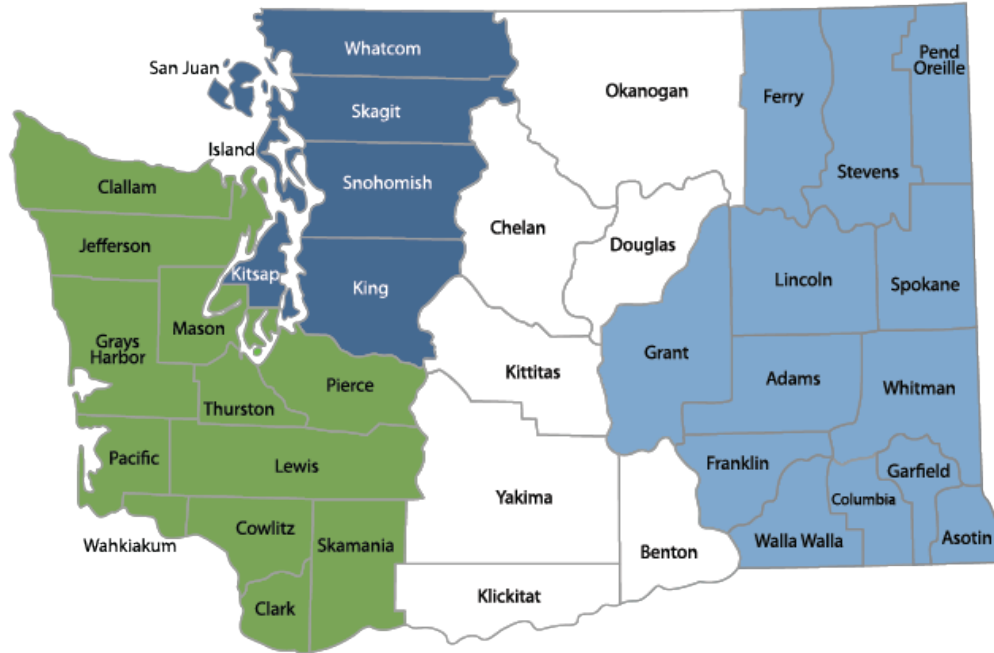 Whatcom
Pend
Oreille
San Juan
Okanogan
Ferry
Skagit
Island
Stevens
Snohomish
Clallam
Chelan
Douglas
Jefferson
Kitsap
Lincoln
Spokane
King
Mason
Grays
Harbor
Grant
Kittitas
Adams
Pierce
Whitman
Thurston
Pacific
Lewis
Franklin
Garfield
Yakima
Columbia
Cowlitz
Skamania
Wahkiakum
Benton
Walla Walla
Asotin
Klickitat
Clark